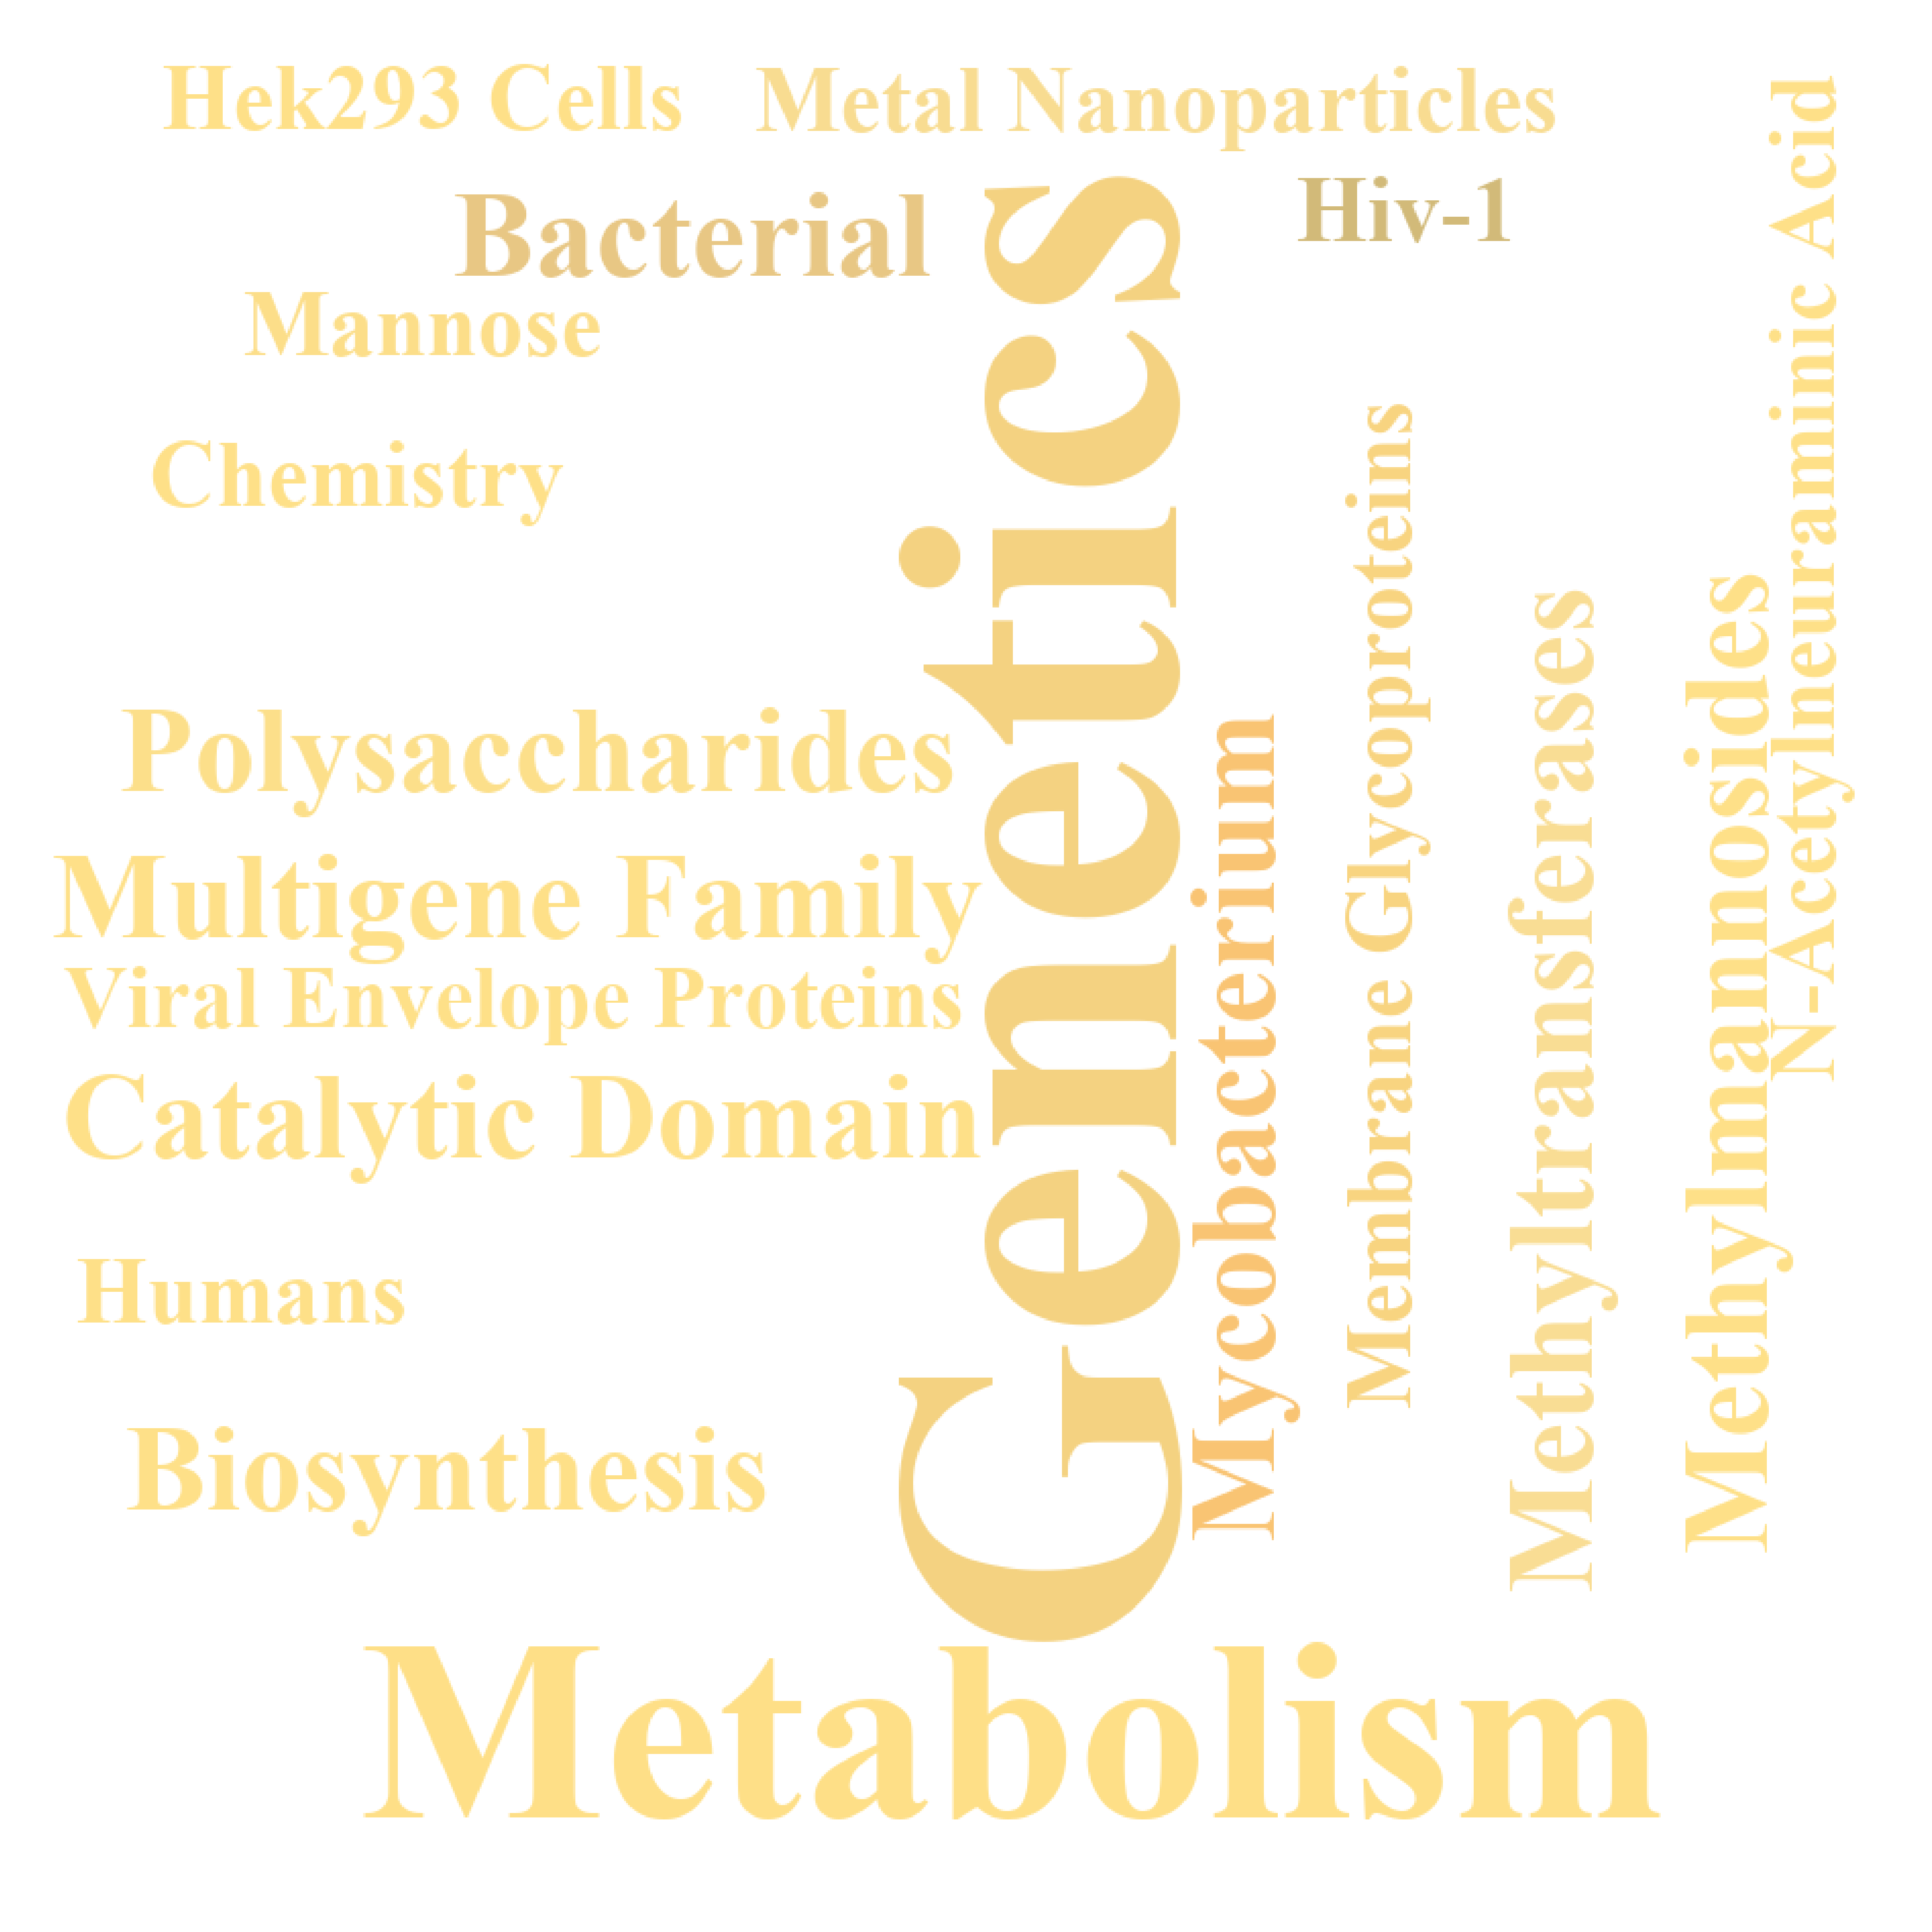 Hek293 Cells
Metal Nanoparticles
Bacterial
Hiv-1
Mannose
Chemistry
Polysaccharides
Multigene Family
Viral Envelope Proteins
Catalytic Domain
Humans
Biosynthesis
Metabolism
Genetics
Mycobacterium
Membrane Glycoproteins
Methyltransferases
Methylmannosides
N-Acetylneuraminic Acid